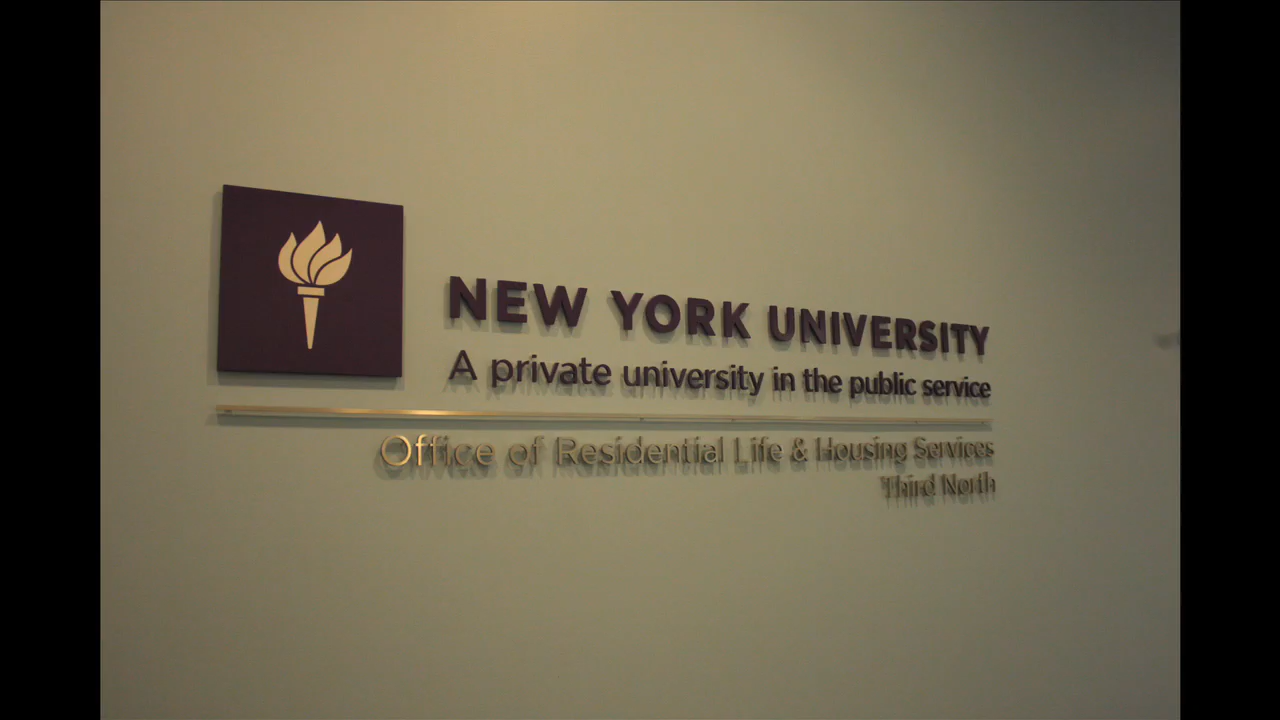 NEW YORK UNIVERSITY
A private university in the public service
Office of Residential Life & Housing Services
Third North